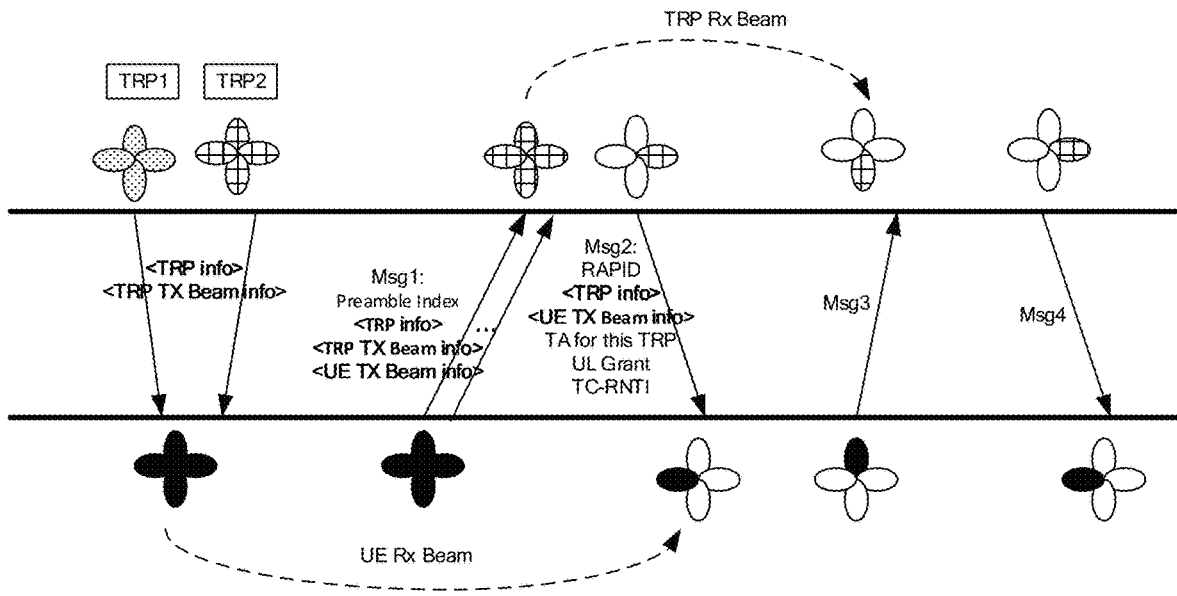 TRP Rx Beam
TRP1
TRP2
<TRP info>
<TRP TX Beam info>
Msg1:
Preamble Index
<TRP info>
<TRP TX Beam info>
<UE TX Beam info>
...
Msg2:
RAPID
<TRP info>
<UE TX Beam info>
TA for this TRP
UL Grant
TC-RNTI
Msg3
Msg4
UE Rx Beam